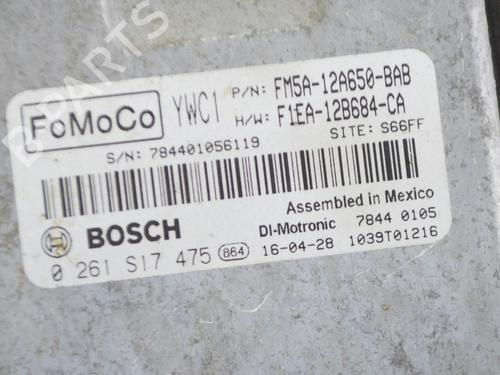 FoMoCo YWC1 P/N: FM5A-12A650-BAB
H/W: F1EA-12B684-CA
S/N: 784401056119 SITE: S66FF
Assembled in Mexico
BOSCH DI-Motronic 7844 0105
0 261 S17 475 864 16-04-28 1039T01216
B PARTS